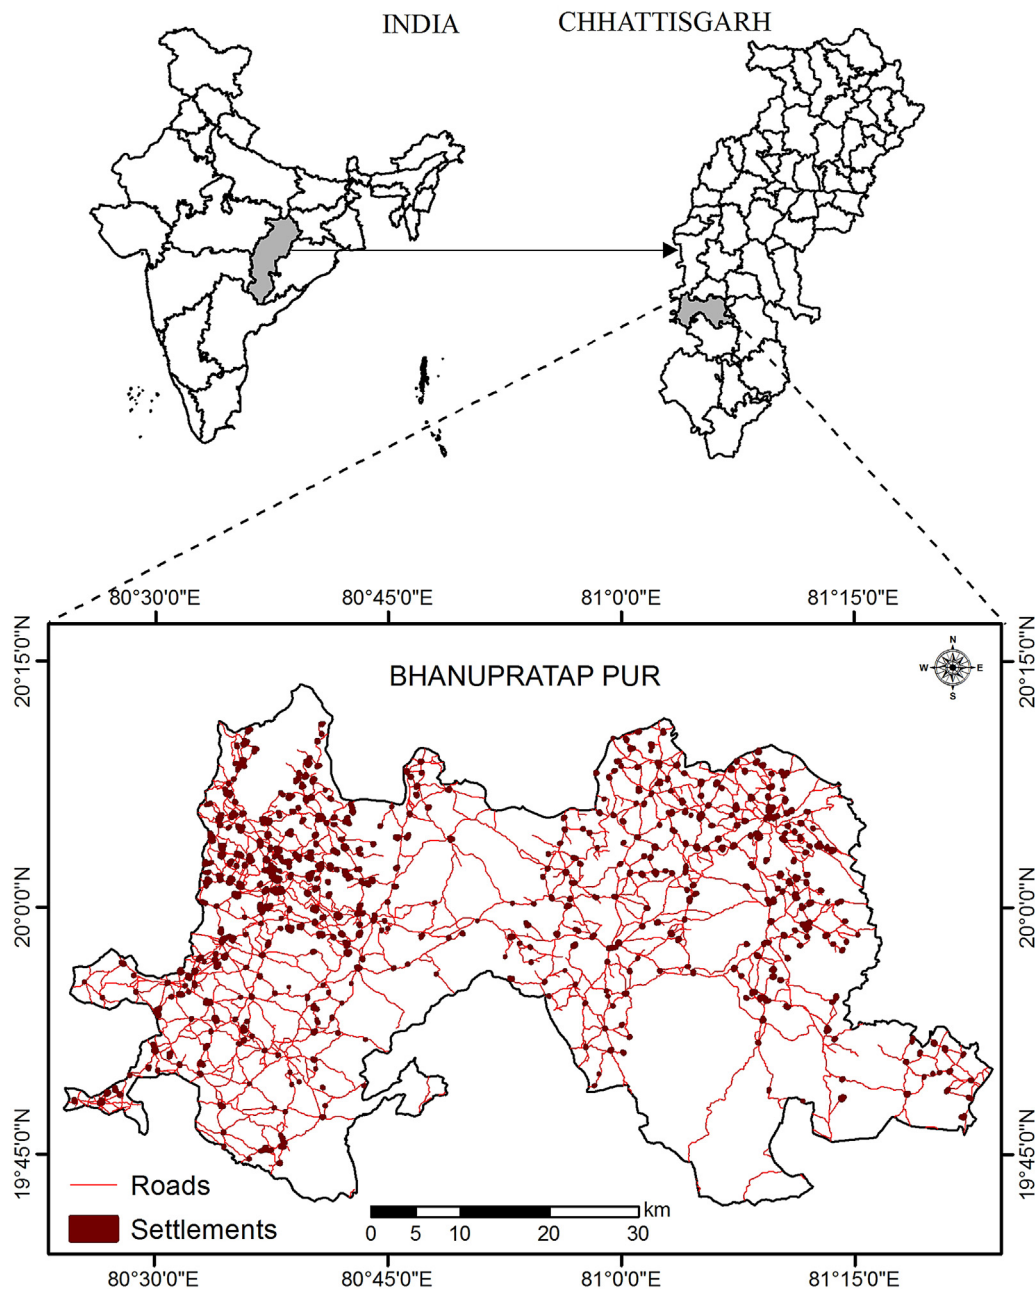 INDIA
CHHATTISGARH
80°30'0"E
80°45'0"E
81°0'0"E
81°15'0"E
20°15'0"N
20°15'0"N
BHANUPRATAP PUR
N
W
E
S
20°0'0"N
20°0'0"N
19°45'0"N
19°45'0"N
Roads
Settlements
km
0
5
10
20
30
80°30'0"E
80°45'0"E
81°0'0"E
81°15'0"E